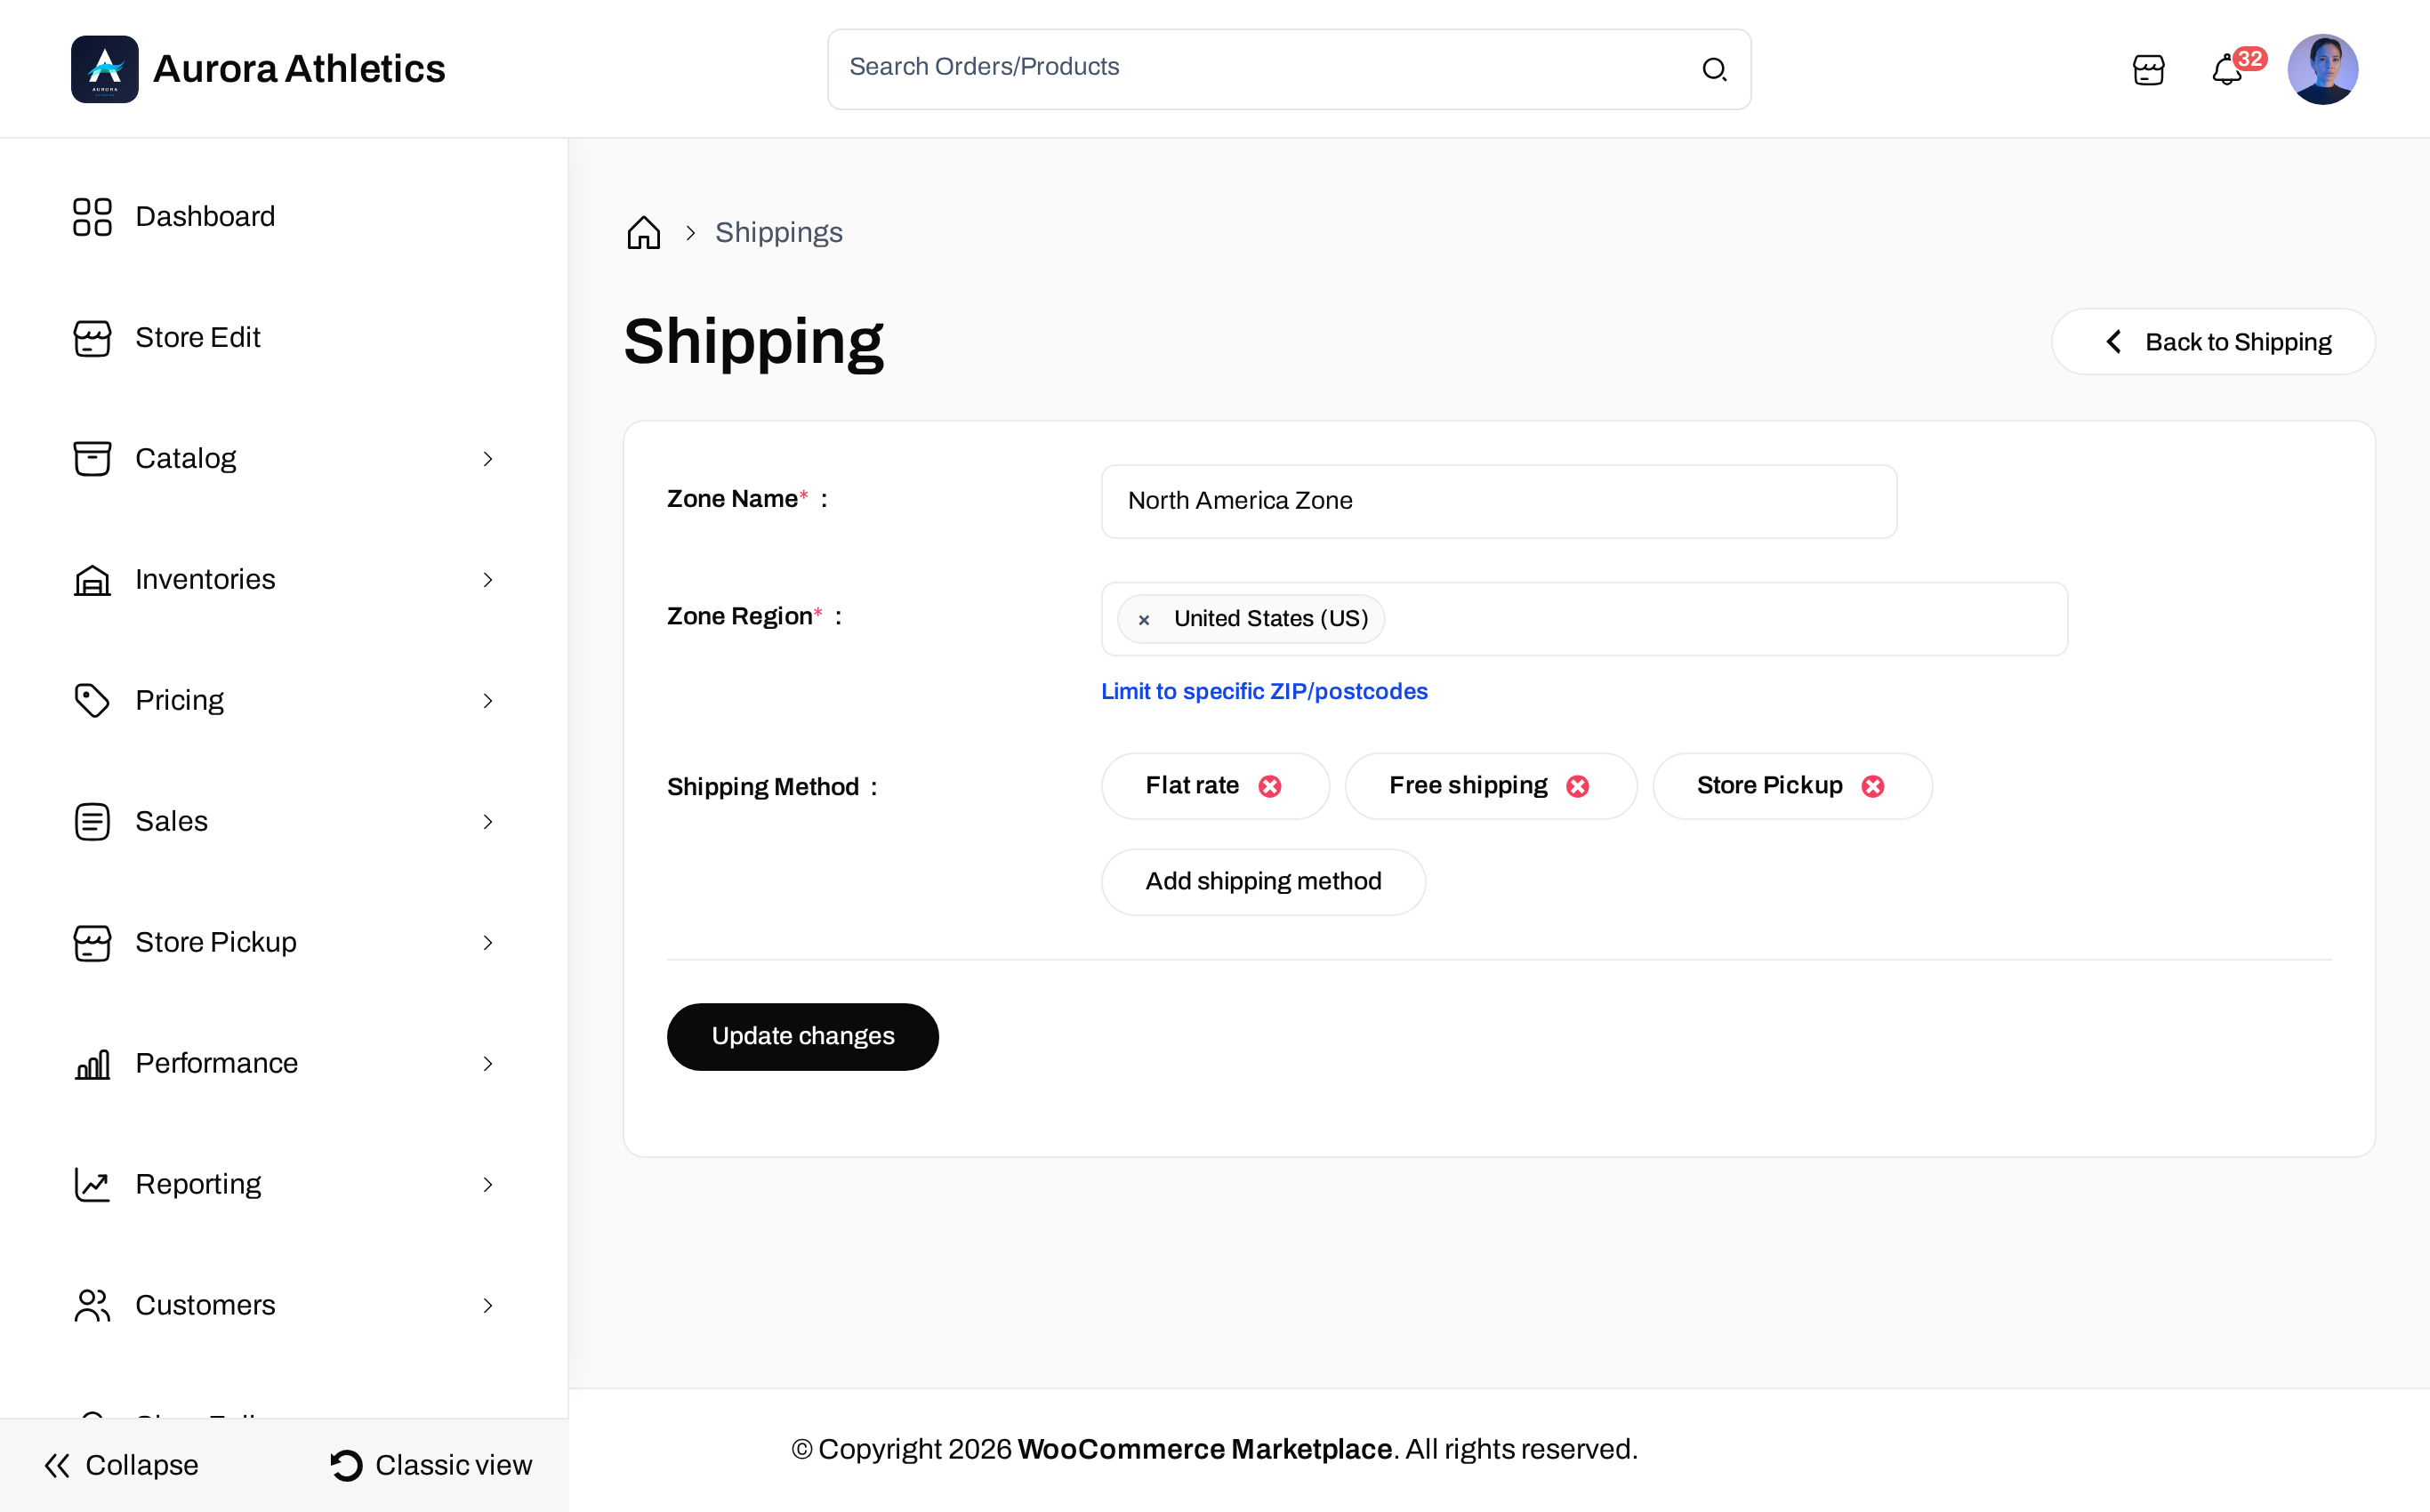 Aurora Athletics
Search Orders/Products
32
AURORA
Dashboard
Store Edit
Catalog
Inventories
Pricing
Sales
Store Pickup
Performance
Reporting
Customers
Collapse
Classic view
Shippings
Shipping
Back to Shipping
Zone Name* :
North America Zone
Zone Region* :
× United States (US)
Limit to specific ZIP/postcodes
Shipping Method :
Flat rate
Free shipping
Store Pickup
Add shipping method
Update changes
© Copyright 2026 WooCommerce Marketplace. All rights reserved.